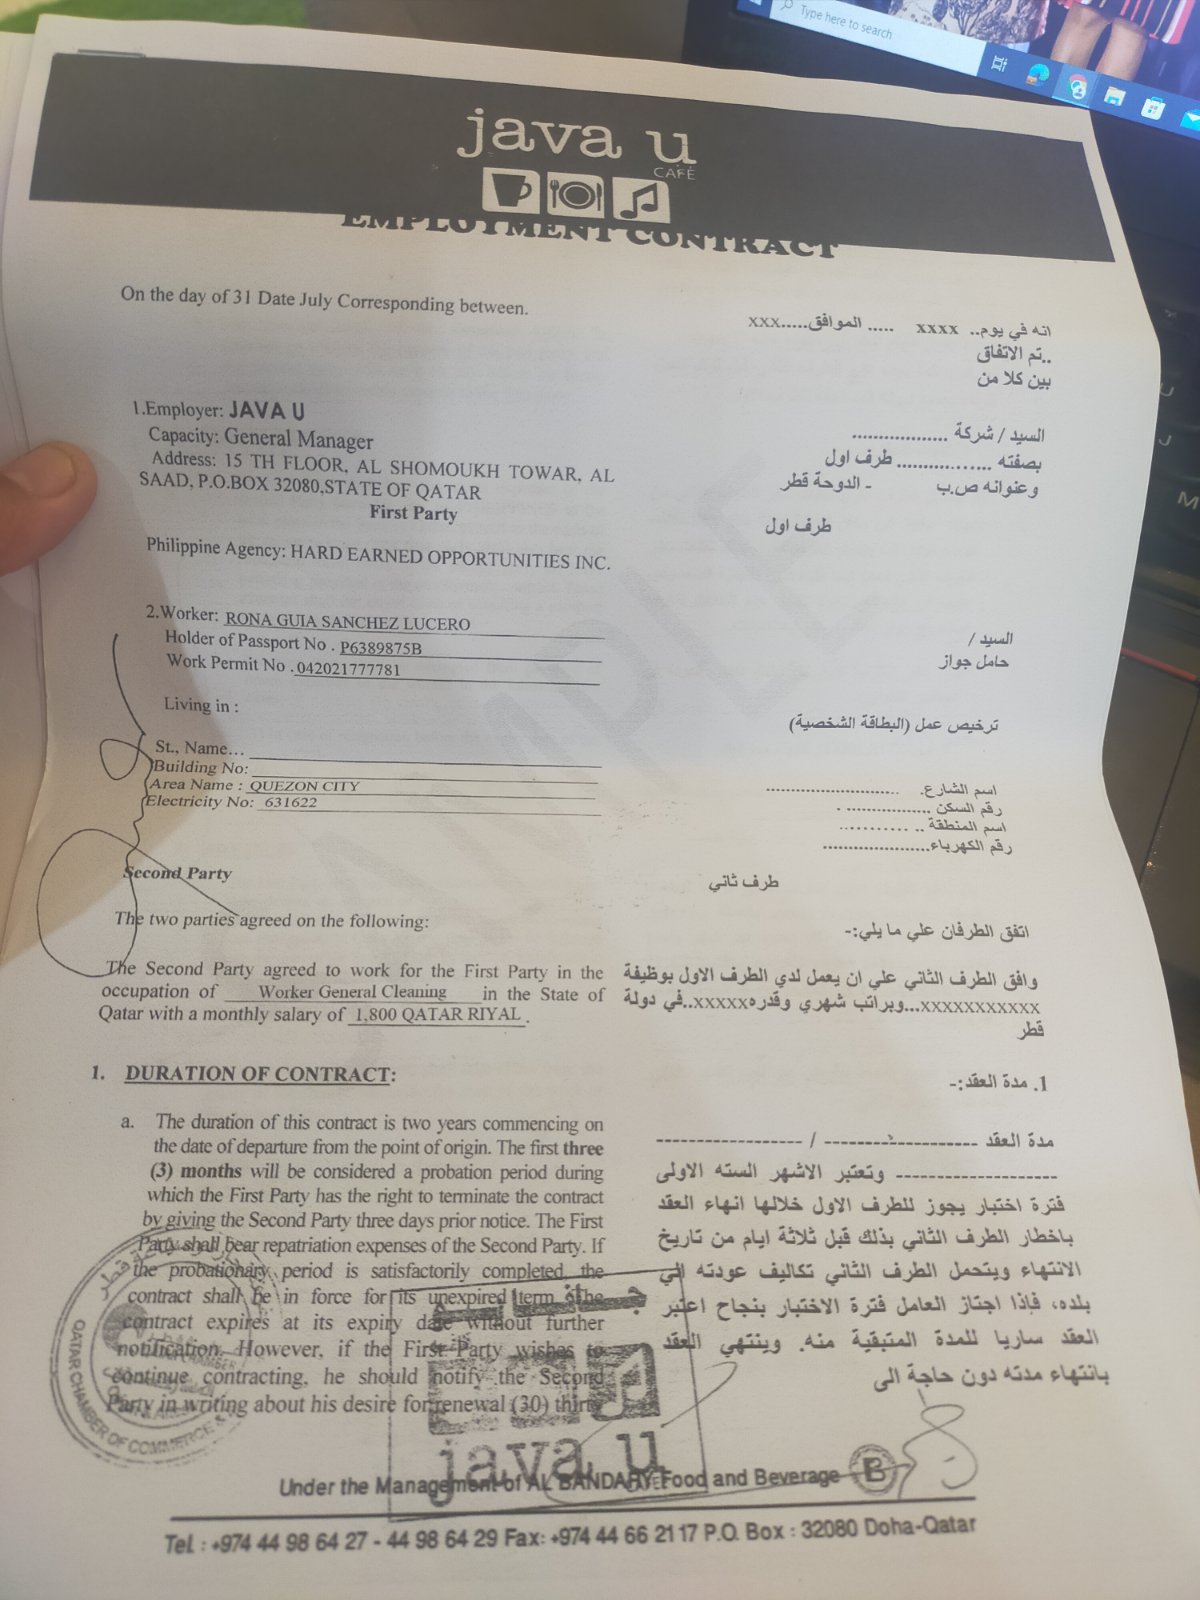 Type here to search
java u
CAFÉ
EMPLOYMENT CONTRACT
On the day of 31 Date July Corresponding between.
انه في يوم.. xxxx ..... الموافق.....xxx
..تم الاتفاق
بين كلا من
1.Employer: JAVA U
Capacity: General Manager
Address: 15 TH FLOOR, AL SHOMOUKH TOWAR, AL
SAAD, P.O.BOX 32080,STATE OF QATAR
First Party
السيد / شركة ..................
بصفته .................. طرف اول
وعنوانه ص.ب - الدوحة قطر
طرف اول
Philippine Agency: HARD EARNED OPPORTUNITIES INC.
2.Worker: RONA GUIA SANCHEZ LUCERO
Holder of Passport No . P6389875B
Work Permit No .042021777781
السيد /
حامل جواز
Living in :
ترخيص عمل (البطاقة الشخصية)
St., Name...
Building No:
Area Name : QUEZON CITY
Electricity No: 631622
اسم الشارع. .........................
رقم السكن ................. .
اسم المنطقة .. ...........
رقم الكهرباء....................
Second Party
طرف ثاني
The two parties agreed on the following:
اتفق الطرفان علي ما يلي:-
The Second Party agreed to work for the First Party in the
occupation of Worker General Cleaning in the State of
Qatar with a monthly salary of 1,800 QATAR RIYAL .
وافق الطرف الثاني علي ان يعمل لدي الطرف الاول بوظيفة
xxxxxxxxxxx...وبراتب شهري وقدرهxxxxx..في دولة
قطر
1. DURATION OF CONTRACT:
1. مدة العقد:-
a. The duration of this contract is two years commencing on
the date of departure from the point of origin. The first three
(3) months will be considered a probation period during
which the First Party has the right to terminate the contract
by giving the Second Party three days prior notice. The First
Party shall bear repatriation expenses of the Second Party. If
the probationary period is satisfactorily completed, the
contract shall be in force for its unexpired term The
contract expires at its expiry date without further
notification. However, if the First Party wishes to
continue contracting, he should notify the Second
Party in writing about his desire for renewal (30) thirty
مدة العقد --------------------- / ------------------
------------------ وتعتبر الاشهر السته الاولى
فترة اختبار يجوز للطرف الاول خلالها انهاء العقد
باخطار الطرف الثاني بذلك قبل ثلاثة ايام من تاريخ
الانتهاء ويتحمل الطرف الثاني تكاليف عودته الي
بلده، فإذا اجتاز العامل فترة الاختبار بنجاح اعتبر
العقد ساريا للمدة المتبقية منه. وينتهي العقد
بانتهاء مدته دون حاجة الى
QATAR CHAMBER OF COMMERCE &
java u
Under the Management of AL BANDARY Food and Beverage B
Tel. : +974 44 98 64 27 - 44 98 64 29 Fax: +974 44 66 21 17 P.O. Box : 32080 Doha-Qatar